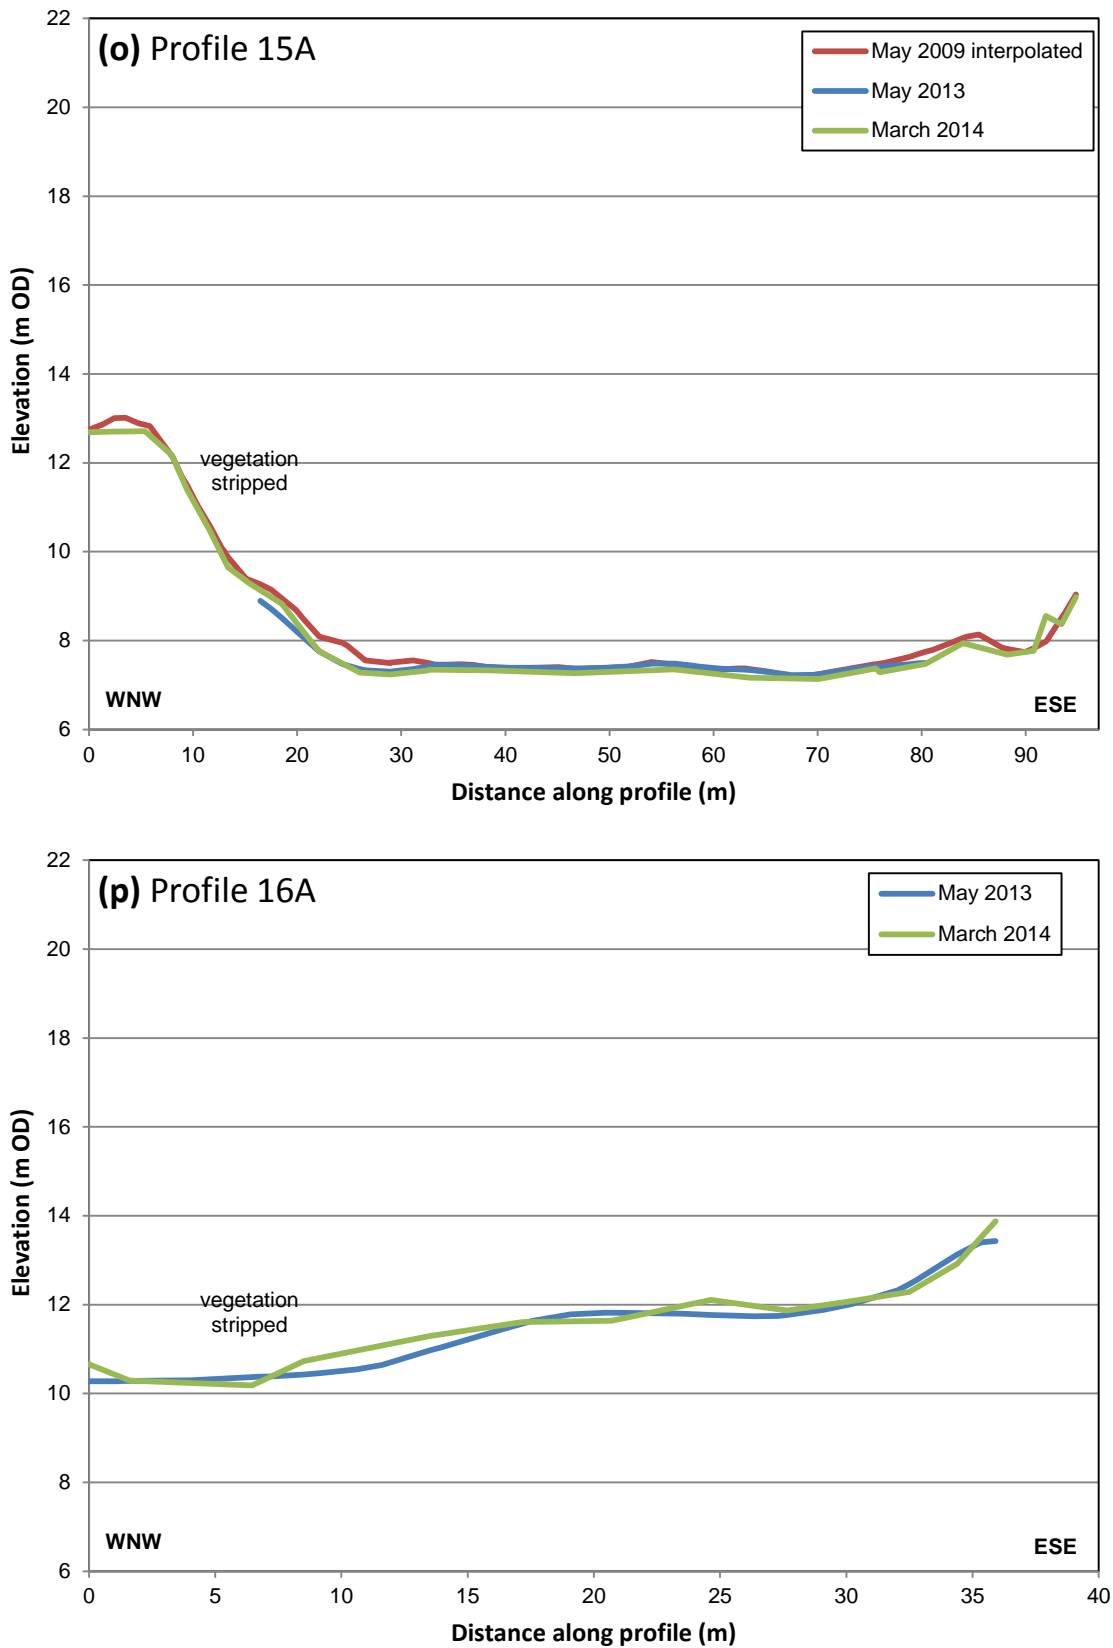 (o) Profile 15A
May 2009 interpolated
May 2013
March 2014
22
20
18
16
14
12
10
8
6
Elevation (m OD)
vegetation
stripped
WNW
ESE
0 10 20 30 40 50 60 70 80 90
Distance along profile (m)
(p) Profile 16A
May 2013
March 2014
22
20
18
16
14
12
10
8
6
Elevation (m OD)
vegetation
stripped
WNW
ESE
0 5 10 15 20 25 30 35 40
Distance along profile (m)